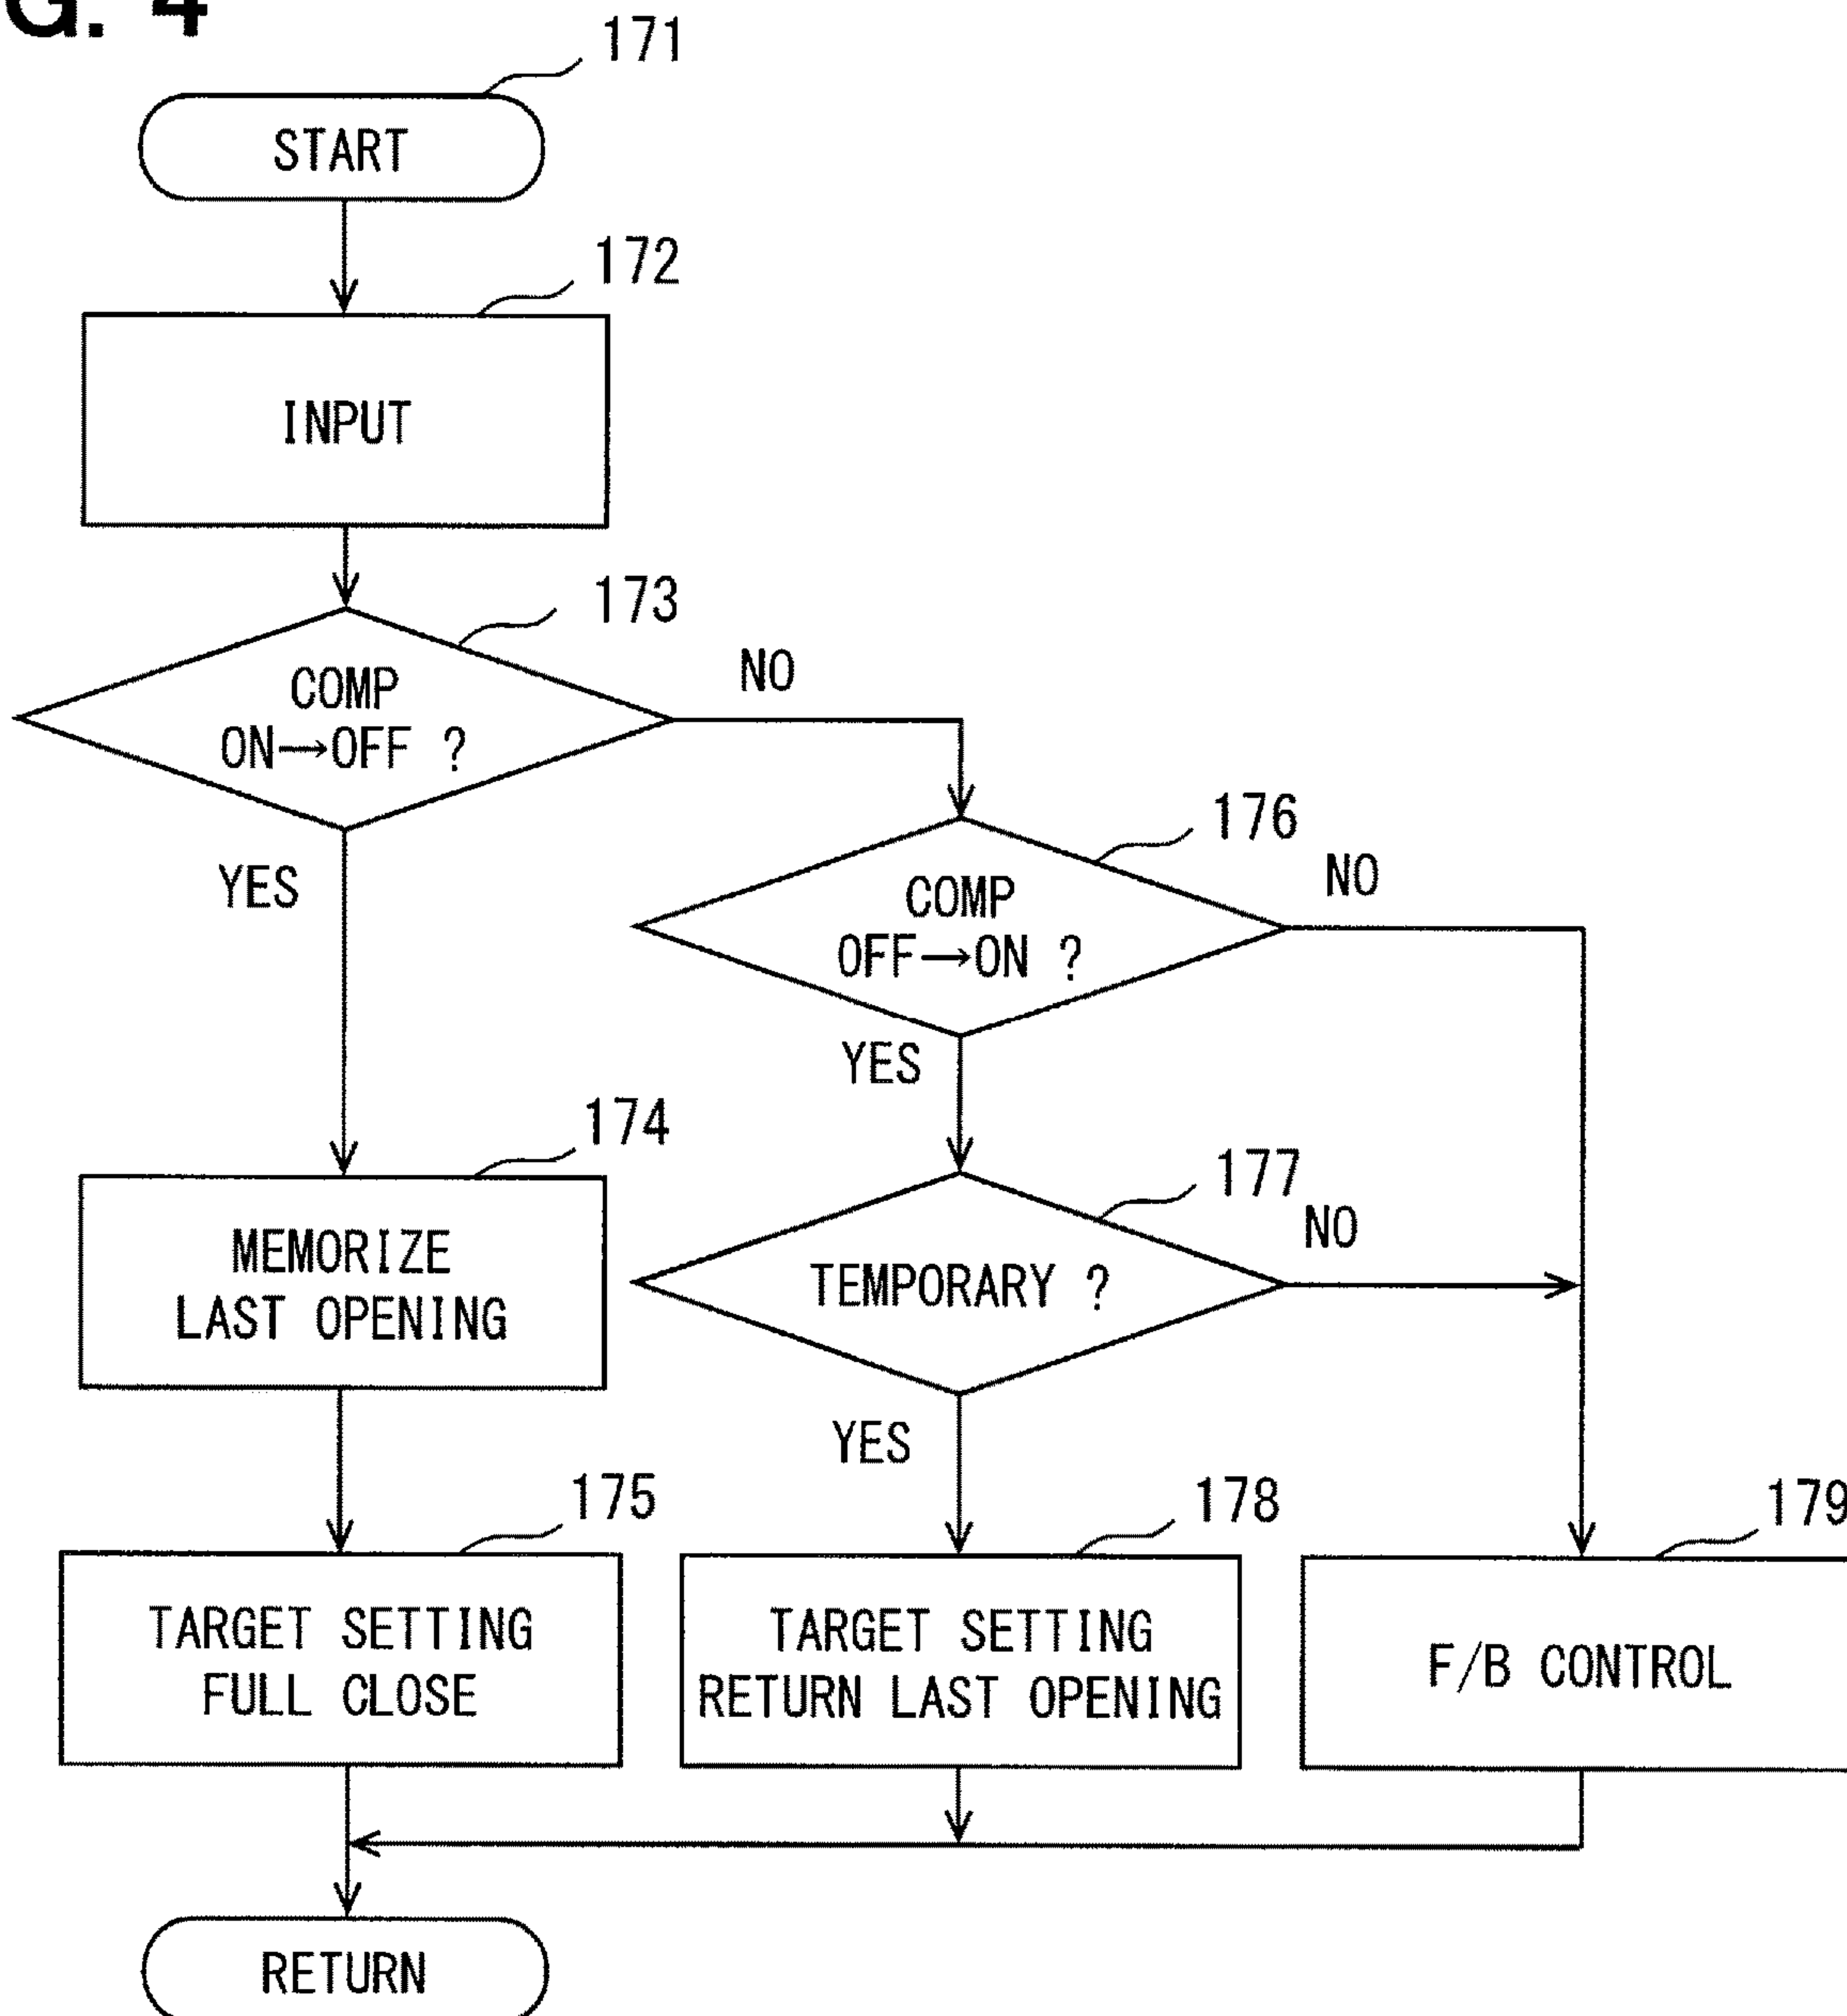 G. 4
171
START
172
INPUT
173
COMP
ON→OFF ?
NO
YES
176
COMP
OFF→ON ?
NO
YES
174
MEMORIZE
LAST OPENING
177
TEMPORARY ?
NO
YES
175
TARGET SETTING
FULL CLOSE
178
TARGET SETTING
RETURN LAST OPENING
179
F/B CONTROL
RETURN